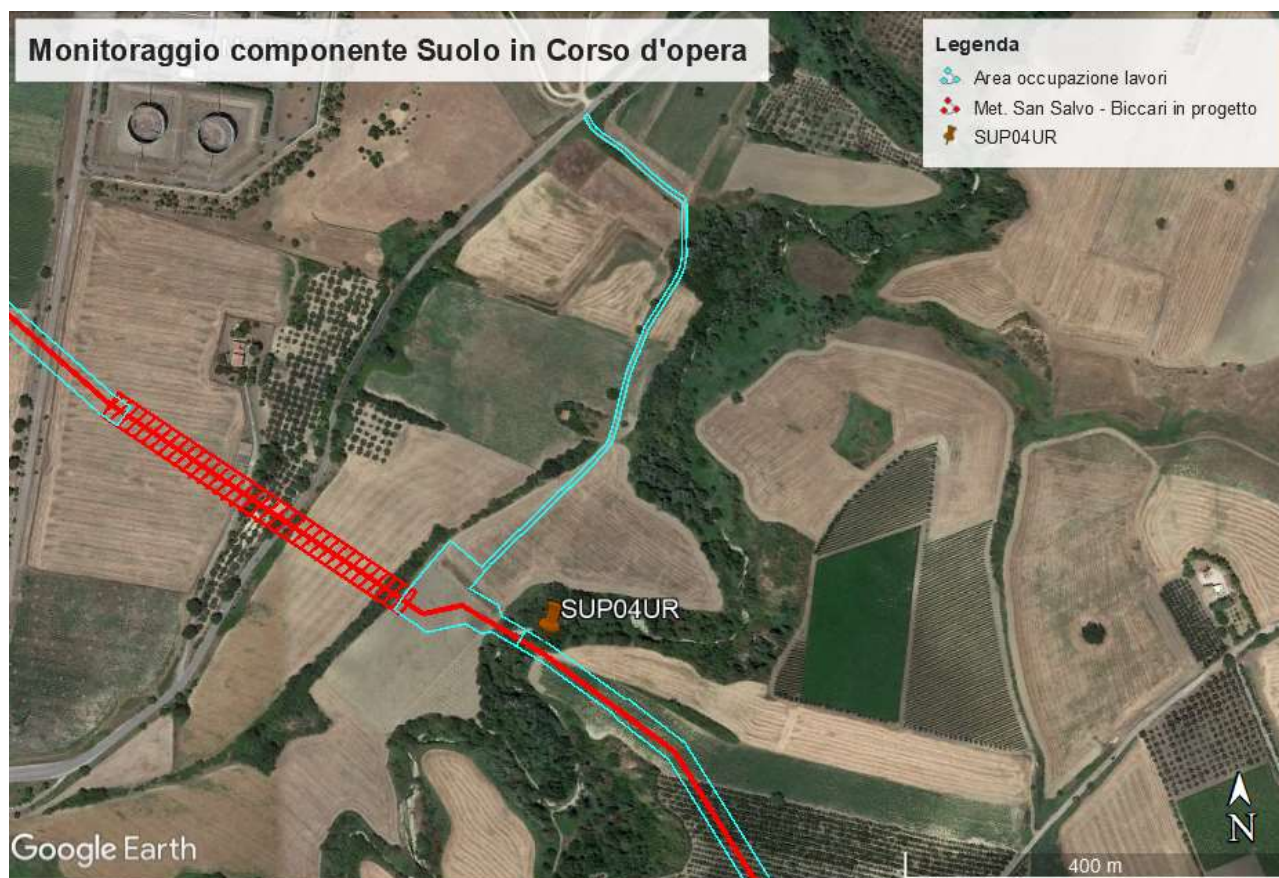 Monitoraggio componente Suolo in Corso d'opera
Legenda
Area occupazione lavori
Met. San Salvo - Biccari in progetto
SUP04UR
SUP04UR
Google Earth
400 m
N